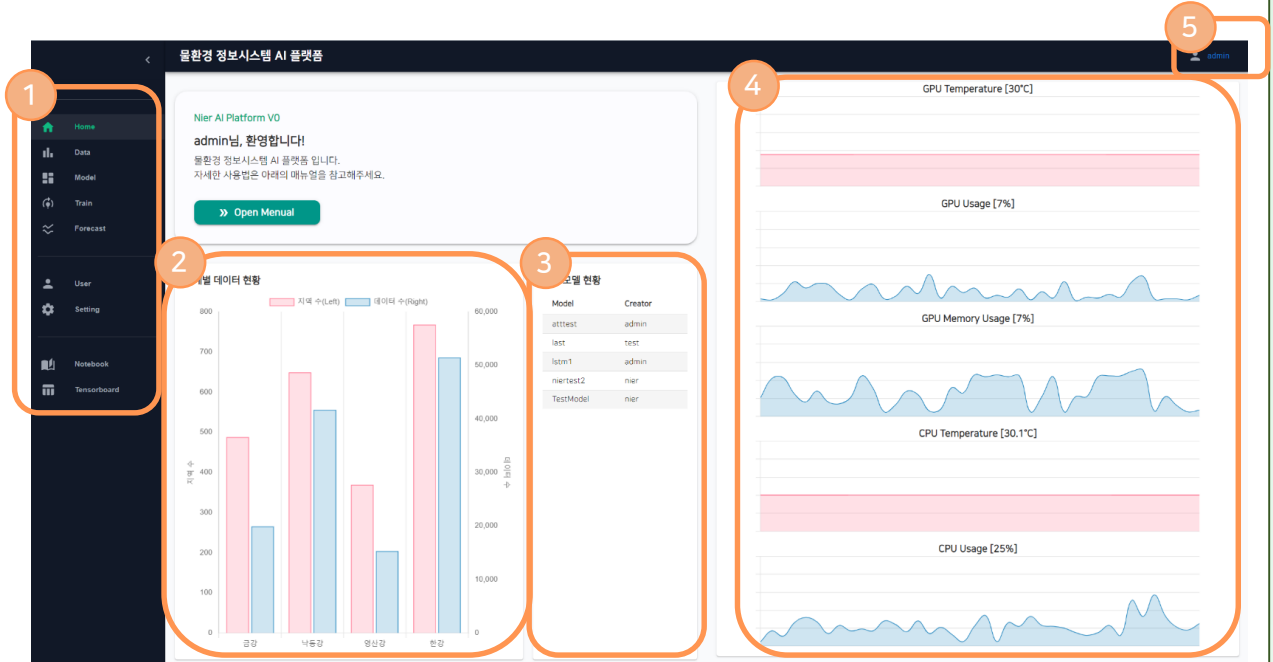 5
물환경 정보시스템 AI 플랫폼
admin
1
Home
Data
Model
Train
Forecast
User
Setting
Notebook
Tensorboard
Nier AI Platform V0
admin님, 환영합니다!
물환경 정보시스템 AI 플랫폼 입니다.
자세한 사용법은 아래의 매뉴얼을 참고해주세요.
Open Menual
2
별 데이터 현황
지역 수(Left) 데이터 수(Right)
800
700
600
500
400
300
200
100
0
지역 수
60,000
50,000
40,000
30,000
20,000
10,000
0
데이터 수
금강 낙동강 영산강 한강
3
모델 현황
Model Creator
atttest admin
last test
lstm1 admin
niertest2 nier
TestModel nier
4
GPU Temperature [30°C]
GPU Usage [7%]
GPU Memory Usage [7%]
CPU Temperature [30.1°C]
CPU Usage [25%]